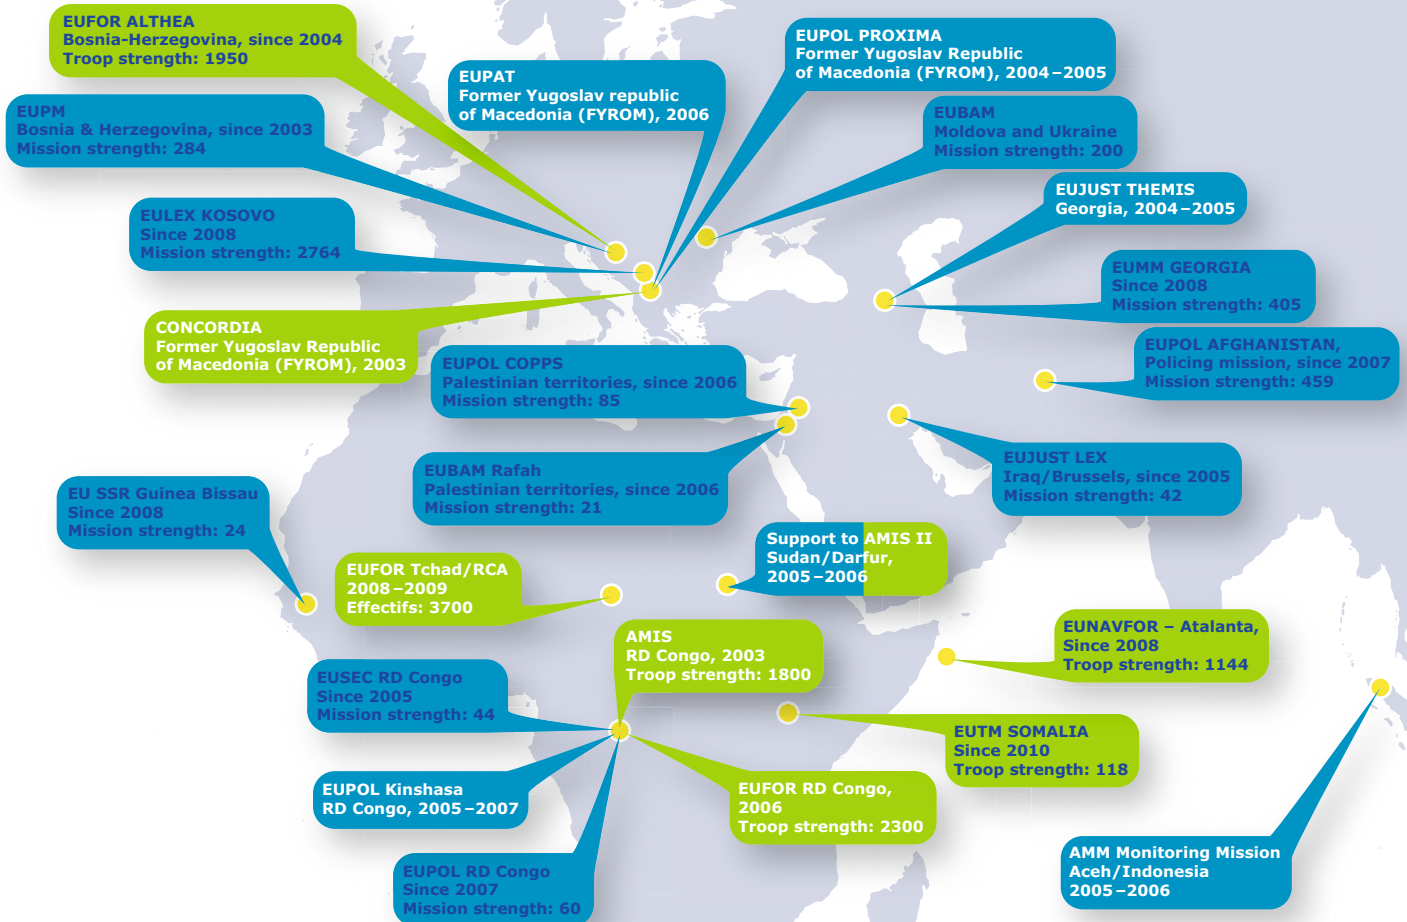 EUFOR ALTHEA
Bosnia-Herzegovina, since 2004
Troop strength: 1950
EUPOL PROXIMA
Former Yugoslav Republic
of Macedonia (FYROM), 2004–2005
EUPAT
Former Yugoslav republic
of Macedonia (FYROM), 2006
EUPM
Bosnia & Herzegovina, since 2003
Mission strength: 284
EUBAM
Moldova and Ukraine
Mission strength: 200
EUJUST THEMIS
Georgia, 2004–2005
EULEX KOSOVO
Since 2008
Mission strength: 2764
EUMM GEORGIA
Since 2008
Mission strength: 405
CONCORDIA
Former Yugoslav Republic
of Macedonia (FYROM), 2003
EUPOL AFGHANISTAN,
Policing mission, since 2007
Mission strength: 459
EUPOL COPPS
Palestinian territories, since 2006
Mission strength: 85
EUJUST LEX
Iraq/Brussels, since 2005
Mission strength: 42
EUBAM Rafah
Palestinian territories, since 2006
Mission strength: 21
EU SSR Guinea Bissau
Since 2008
Mission strength: 24
Support to AMIS II
Sudan/Darfur,
2005–2006
EUFOR Tchad/RCA
2008–2009
Effectifs: 3700
EUNAVFOR – Atalanta,
Since 2008
Troop strength: 1144
AMIS
RD Congo, 2003
Troop strength: 1800
EUSEC RD Congo
Since 2005
Mission strength: 44
EUTM SOMALIA
Since 2010
Troop strength: 118
EUPOL Kinshasa
RD Congo, 2005–2007
EUFOR RD Congo,
2006
Troop strength: 2300
EUPOL RD Congo
Since 2007
Mission strength: 60
AMM Monitoring Mission
Aceh/Indonesia
2005–2006